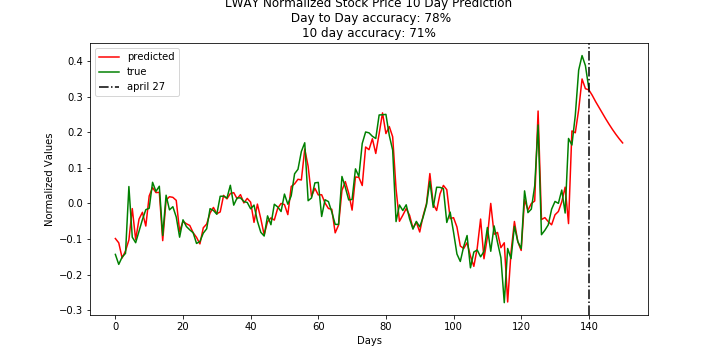 LWAY Normalized Stock Price 10 Day Prediction
Day to Day accuracy: 78%
10 day accuracy: 71%
predicted
true
april 27
Normalized Values
0.4
0.3
0.2
0.1
0.0
−0.1
−0.2
−0.3
0
20
40
60
80
100
120
140
Days